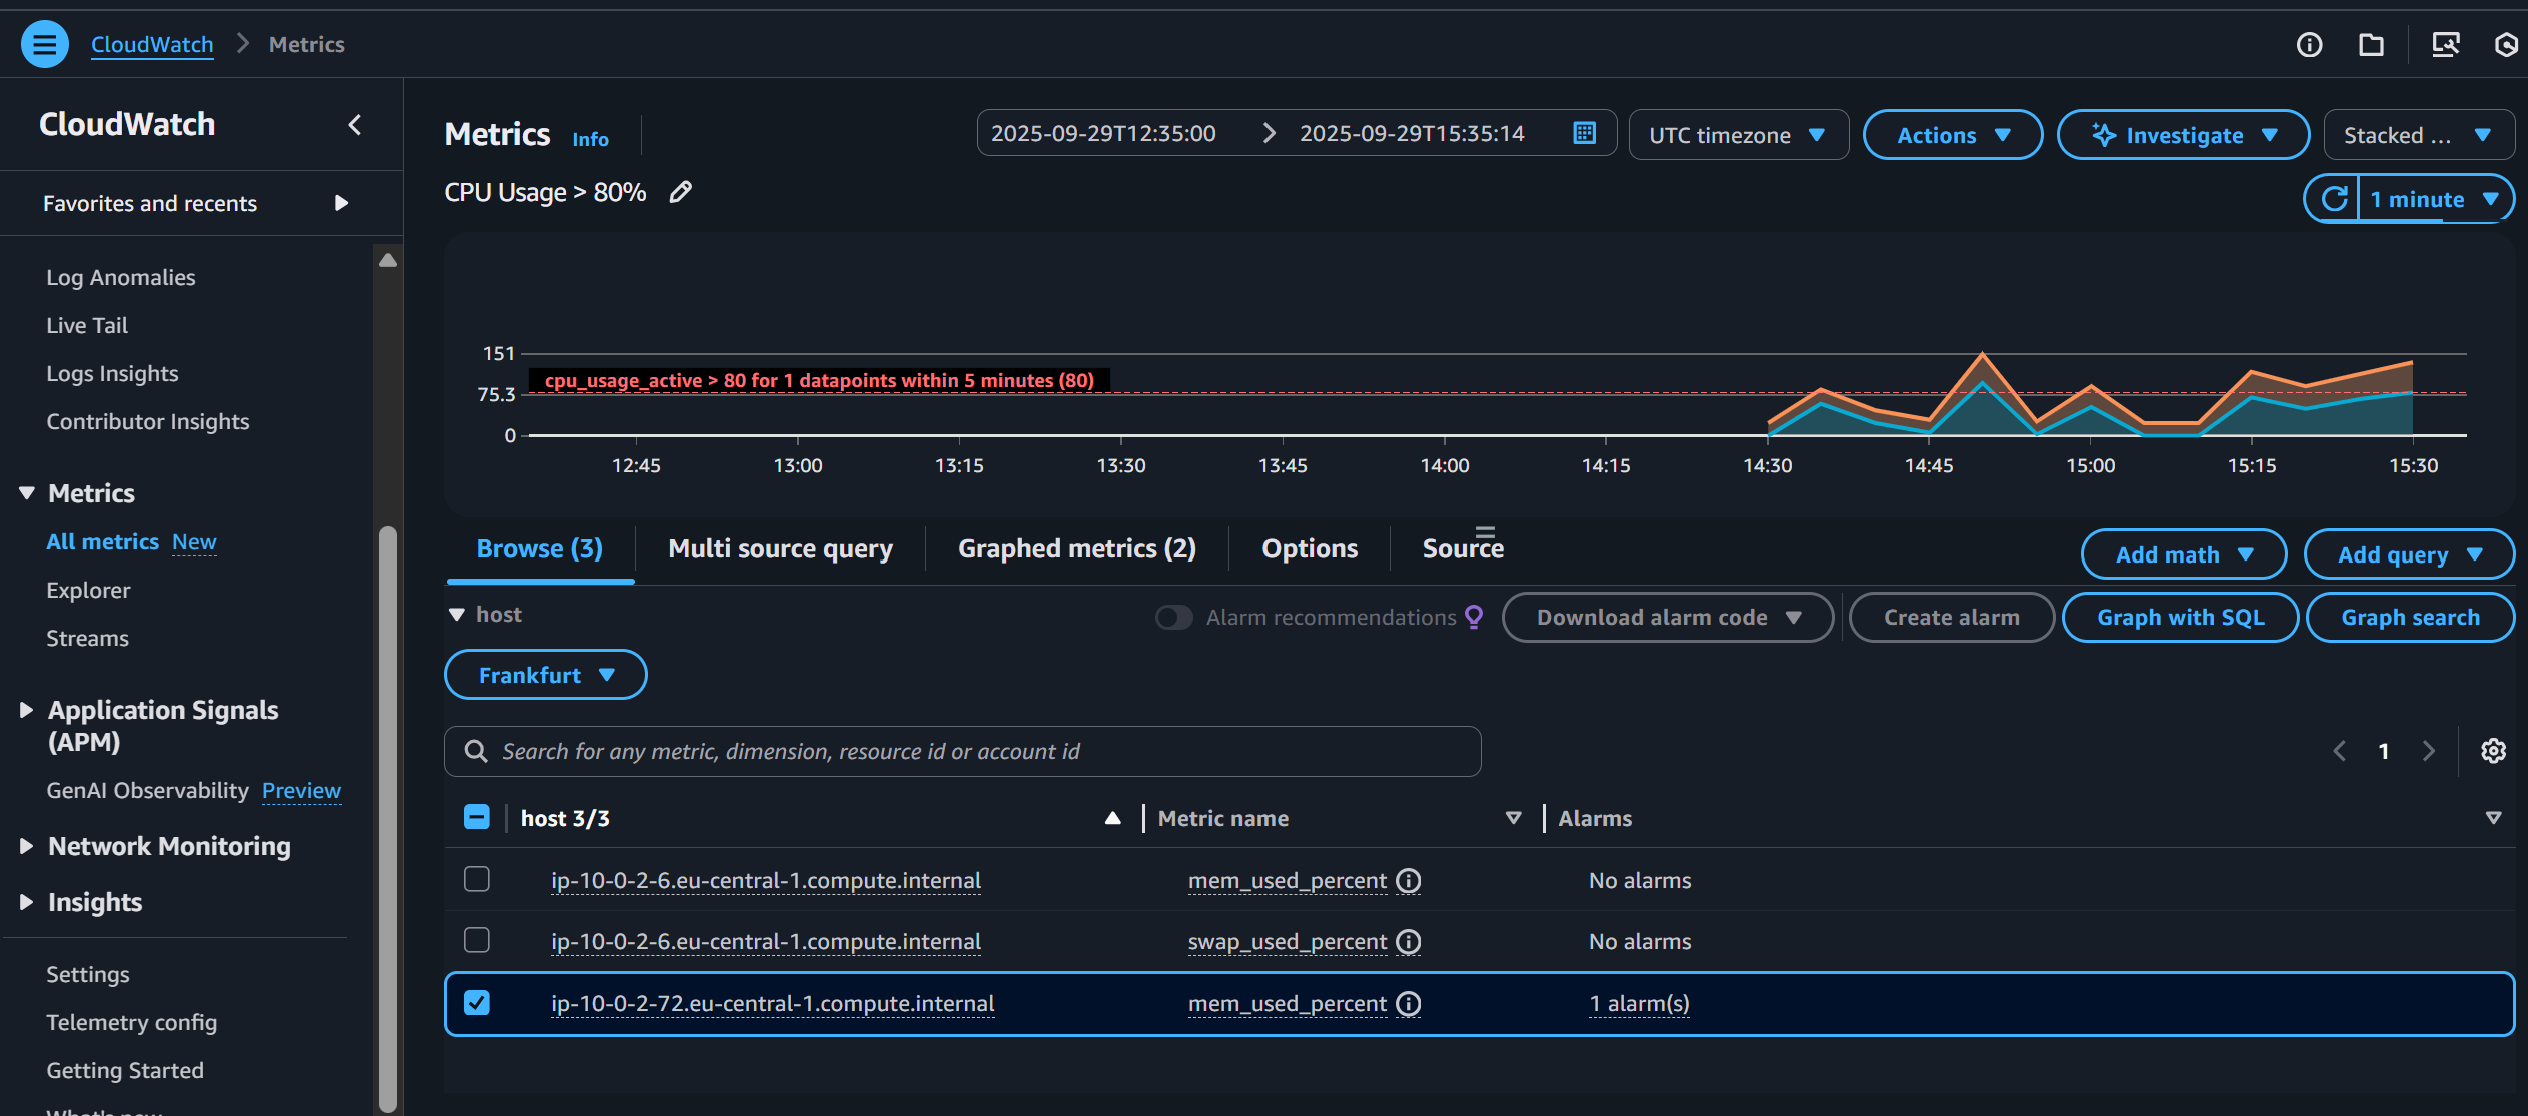 CloudWatch > Metrics
CloudWatch
Favorites and recents
Log Anomalies
Live Tail
Logs Insights
Contributor Insights
Metrics
All metrics New
Explorer
Streams
Application Signals
(APM)
GenAI Observability Preview
Network Monitoring
Insights
Settings
Telemetry config
Getting Started
What's new
Metrics Info
2025-09-29T12:35:00 > 2025-09-29T15:35:14
UTC timezone
Actions
Investigate
Stacked ...
CPU Usage > 80%
1 minute
151
75.3
0
cpu_usage_active > 80 for 1 datapoints within 5 minutes (80)
12:45 13:00 13:15 13:30 13:45 14:00 14:15 14:30 14:45 15:00 15:15 15:30
Browse (3) Multi source query Graphed metrics (2) Options Source
Add math Add query
host
Alarm recommendations Download alarm code Create alarm Graph with SQL Graph search
Frankfurt
Search for any metric, dimension, resource id or account id
1
host 3/3 Metric name Alarms
ip-10-0-2-6.eu-central-1.compute.internal mem_used_percent No alarms
ip-10-0-2-6.eu-central-1.compute.internal swap_used_percent No alarms
ip-10-0-2-72.eu-central-1.compute.internal mem_used_percent 1 alarm(s)